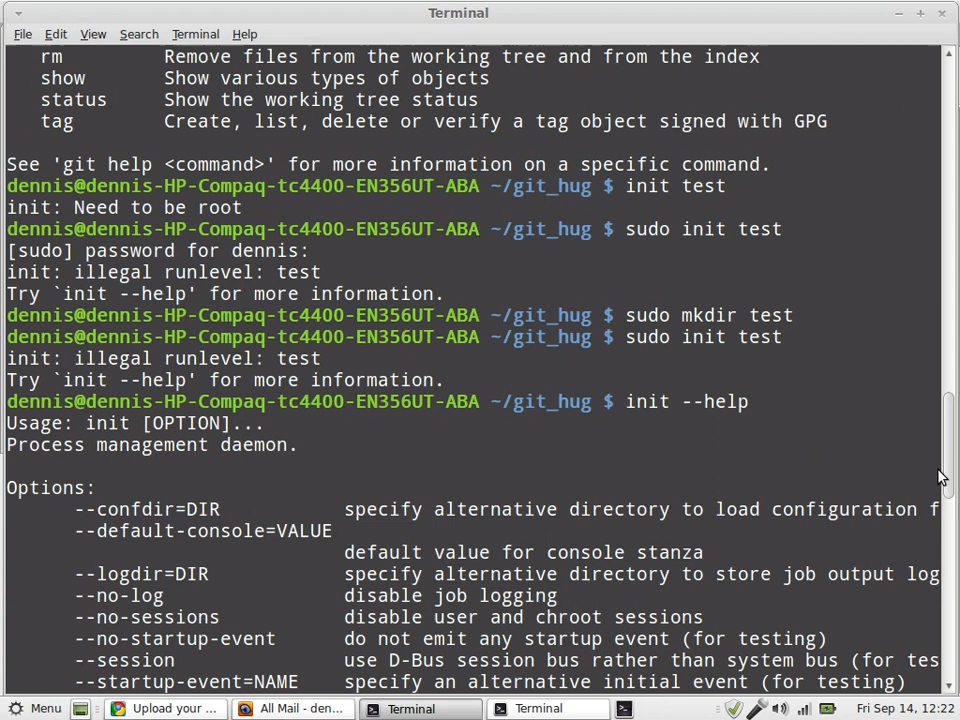 Terminal
File Edit View Search Terminal Help
rm Remove files from the working tree and from the index
show Show various types of objects
status Show the working tree status
tag Create, list, delete or verify a tag object signed with GPG
See 'git help <command>' for more information on a specific command.
dennis@dennis-HP-Compaq-tc4400-EN356UT-ABA ~/git_hug $ init test
init: Need to be root
dennis@dennis-HP-Compaq-tc4400-EN356UT-ABA ~/git_hug $ sudo init test
[sudo] password for dennis:
init: illegal runlevel: test
Try `init --help' for more information.
dennis@dennis-HP-Compaq-tc4400-EN356UT-ABA ~/git_hug $ sudo mkdir test
dennis@dennis-HP-Compaq-tc4400-EN356UT-ABA ~/git_hug $ sudo init test
init: illegal runlevel: test
Try `init --help' for more information.
dennis@dennis-HP-Compaq-tc4400-EN356UT-ABA ~/git_hug $ init --help
Usage: init [OPTION]...
Process management daemon.
Options:
--confdir=DIR specify alternative directory to load configuration f
--default-console=VALUE
default value for console stanza
--logdir=DIR specify alternative directory to store job output log
--no-log disable job logging
--no-sessions disable user and chroot sessions
--no-startup-event do not emit any startup event (for testing)
--session use D-Bus session bus rather than system bus (for tes
--startup-event=NAME specify an alternative initial event (for testing)
Menu Upload your ... All Mail - den... Terminal Terminal Fri Sep 14, 12:22